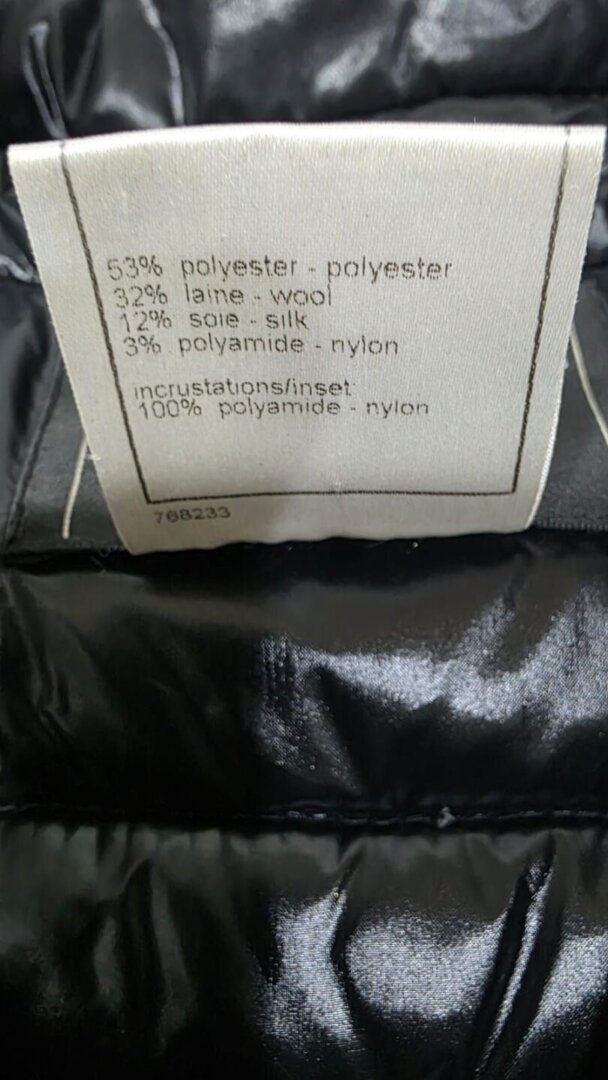 53% polyester - polyester
32% laine - wool
12% soie - silk
3% polyamide - nylon
incrustations/inset:
100% polyamide - nylon
768233